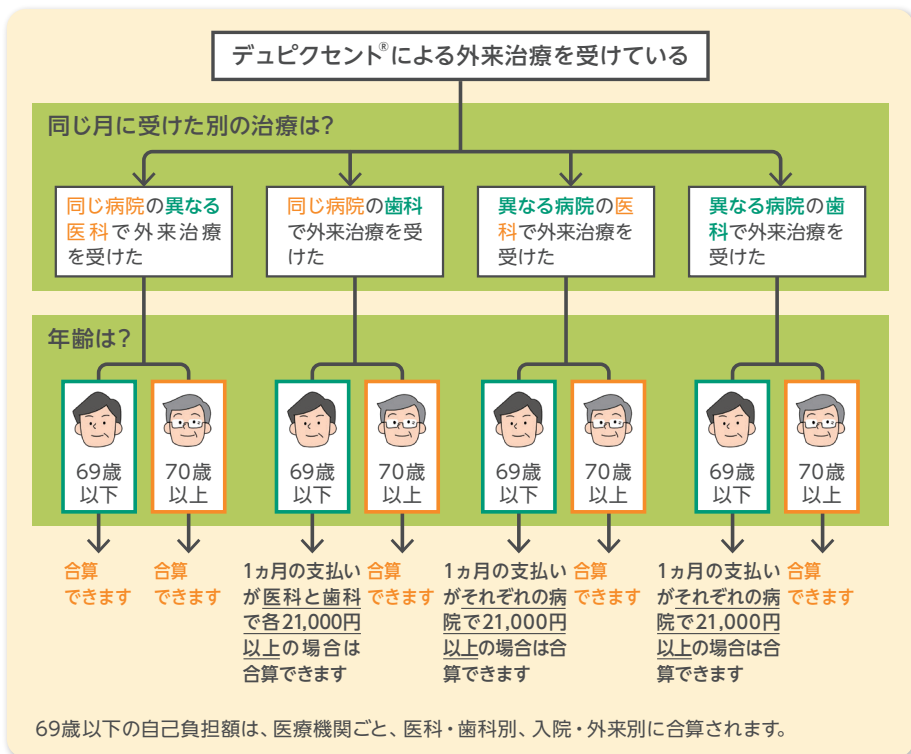 デュピクセント®による外来治療を受けている
同じ月に受けた別の治療は?
同じ病院の異なる
医科で外来治療
を受けた
同じ病院の歯科
で外来治療を受
けた
異なる病院の医
科で外来治療を
受けた
異なる病院の歯
科で外来治療を
受けた
年齢は?
69歳
以下
70歳
以上
69歳
以下
70歳
以上
69歳
以下
70歳
以上
69歳
以下
70歳
以上
合算
できます
合算
できます
1ヵ月の支払い
が医科と歯科
で各21,000円
以上の場合は
合算できます
合算
できます
1ヵ月の支払い
がそれぞれの病
院で21,000円
以上の場合は合
算できます
合算
できます
1ヵ月の支払い
がそれぞれの病
院で21,000円
以上の場合は合
算できます
合算
できます
69歳以下の自己負担額は、医療機関ごと、医科・歯科別、入院・外来別に合算されます。